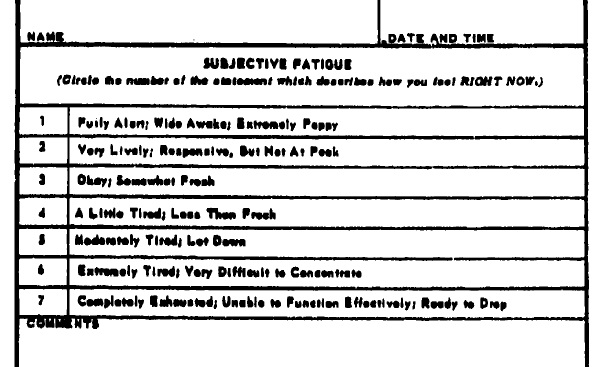 NAME
DATE AND TIME
SUBJECTIVE FATIGUE
(Circle the number of the statement which describes how you feel RIGHT NOW.)
1 Fully Alert; Wide Awake; Extremely Peppy
2 Very Lively; Responsive, But Not At Peak
3 Okay; Somewhat Fresh
4 A Little Tired; Less Than Fresh
5 Moderately Tired; Let Down
6 Extremely Tired; Very Difficult to Concentrate
7 Completely Exhausted; Unable to Function Effectively; Ready to Drop
COMMENTS